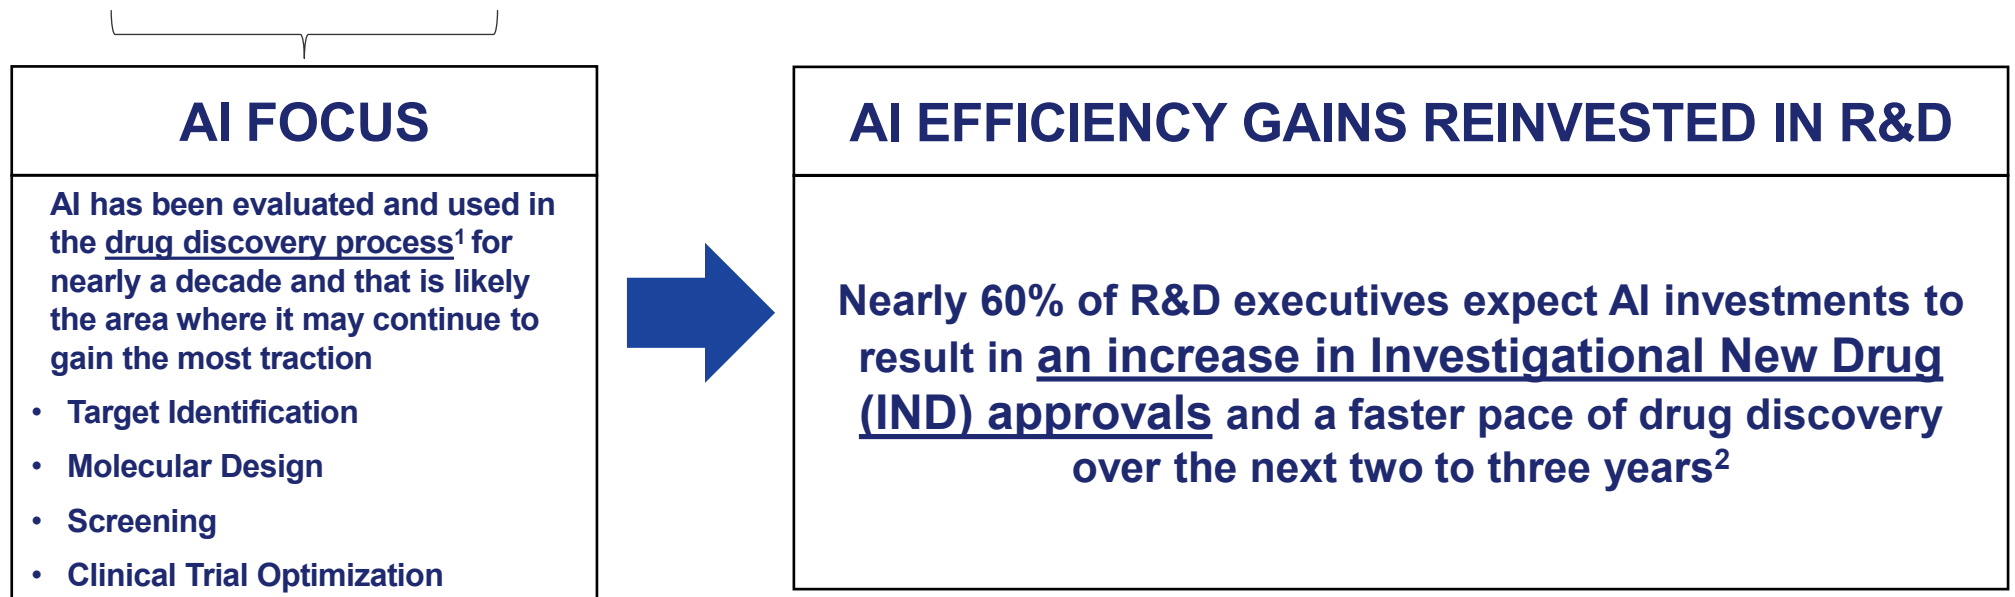 AI FOCUS
AI has been evaluated and used in
the drug discovery process¹ for
nearly a decade and that is likely
the area where it may continue to
gain the most traction
• Target Identification
• Molecular Design
• Screening
• Clinical Trial Optimization
AI EFFICIENCY GAINS REINVESTED IN R&D
Nearly 60% of R&D executives expect AI investments to
result in an increase in Investigational New Drug
(IND) approvals and a faster pace of drug discovery
over the next two to three years²